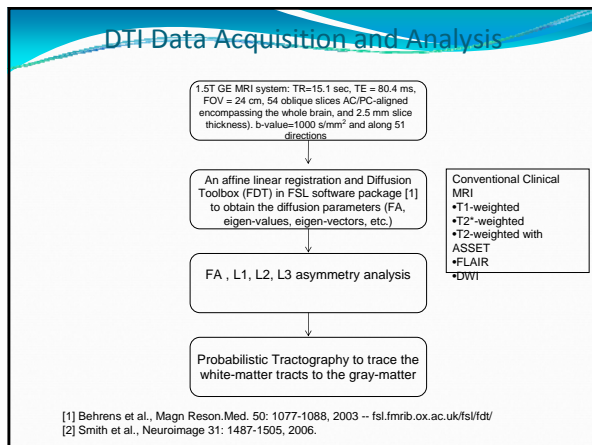 DTI Data Acquisition and Analysis
1.5T GE MRI system: TR=15.1 sec, TE = 80.4 ms,
FOV = 24 cm, 54 oblique slices AC/PC-aligned
encompassing the whole brain, and 2.5 mm slice
thickness). b-value=1000 s/mm² and along 51
directions
An affine linear registration and Diffusion
Toolbox (FDT) in FSL software package [1]
to obtain the diffusion parameters (FA,
eigen-values, eigen-vectors, etc.)
Conventional Clinical
MRI
•T1-weighted
•T2*-weighted
•T2-weighted with
ASSET
•FLAIR
•DWI
FA , L1, L2, L3 asymmetry analysis
Probabilistic Tractography to trace the
white-matter tracts to the gray-matter
[1] Behrens et al., Magn Reson.Med. 50: 1077-1088, 2003 -- fsl.fmrib.ox.ac.uk/fsl/fdt/
[2] Smith et al., Neuroimage 31: 1487-1505, 2006.